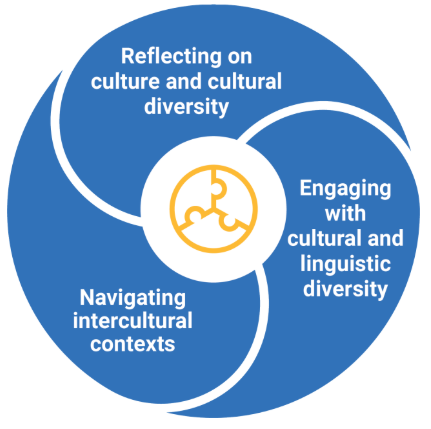 Reflecting on
culture and cultural
diversity
Engaging
with
cultural and
linguistic
diversity
Navigating
intercultural
contexts